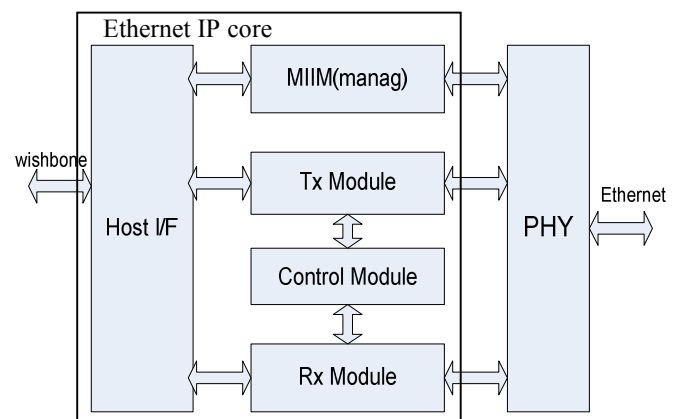 Ethernet IP core
MIIM(manag)
wishbone
Tx Module
Ethernet
Host I/F
PHY
Control Module
Rx Module